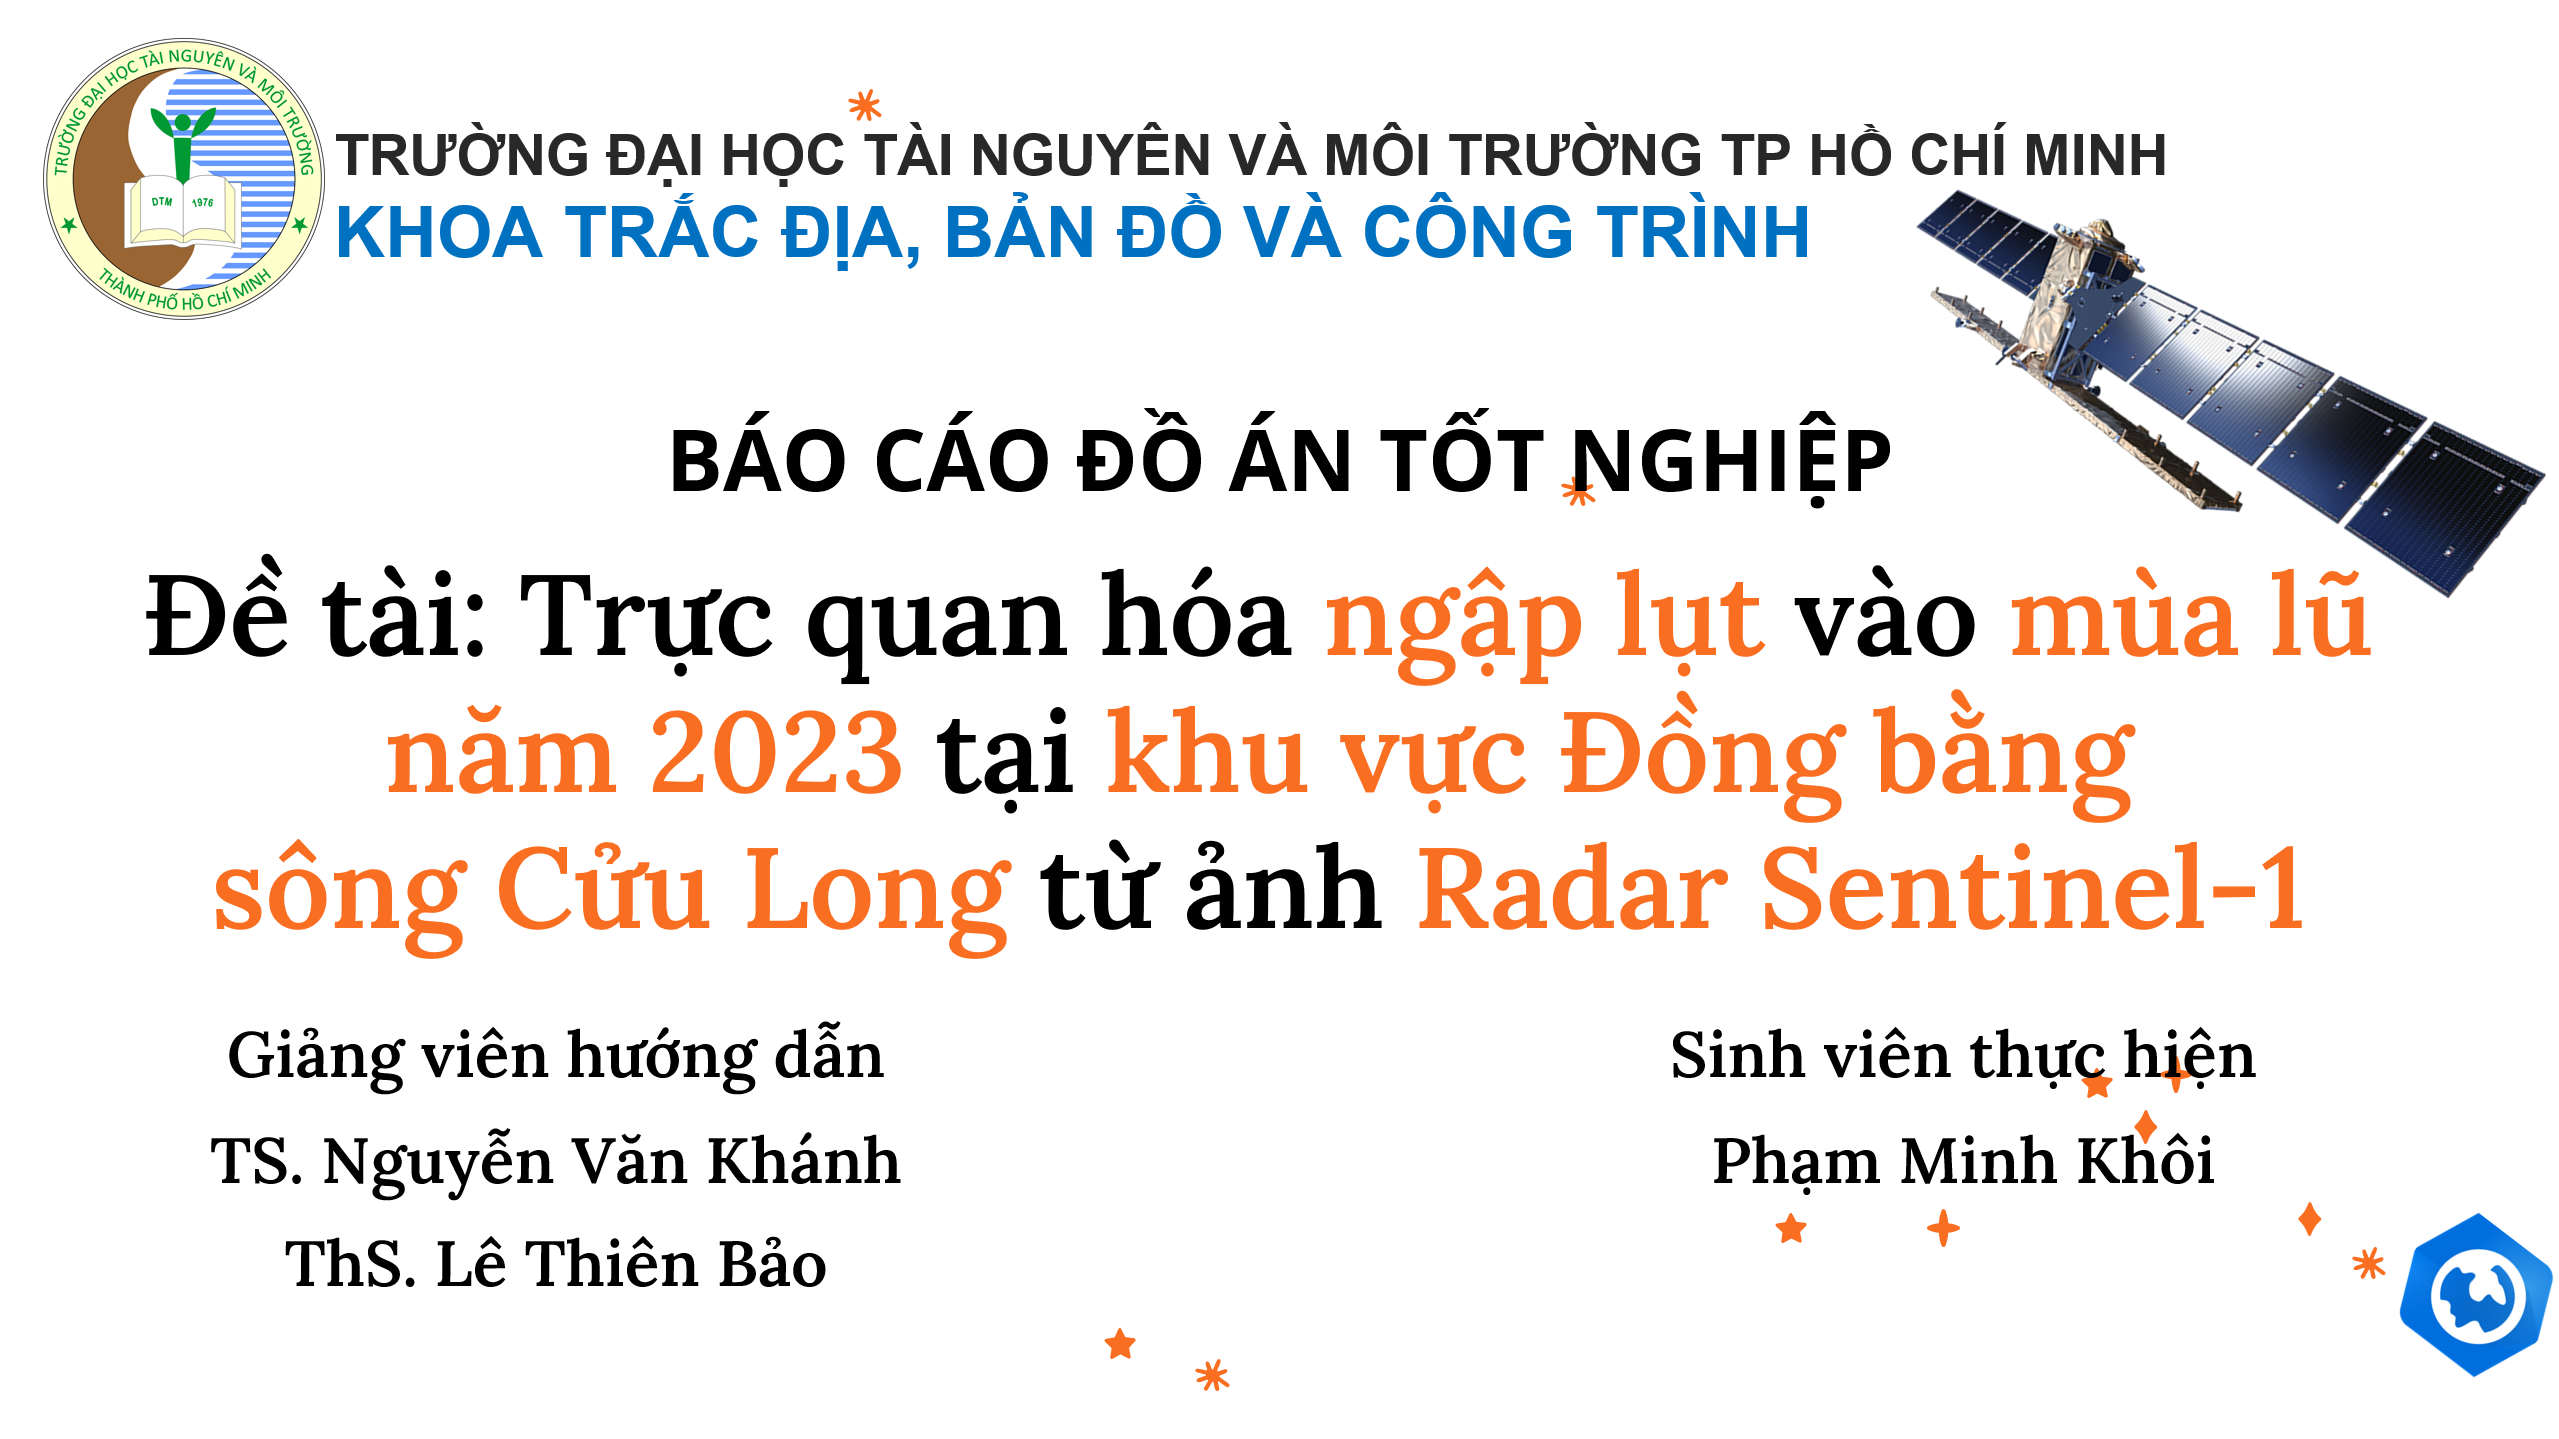 TRƯỜNG ĐẠI HỌC TÀI NGUYÊN VÀ MÔI TRƯỜNG
DTM 1976
THÀNH PHỐ HỒ CHÍ MINH
TRƯỜNG ĐẠI HỌC TÀI NGUYÊN VÀ MÔI TRƯỜNG TP HỒ CHÍ MINH
KHOA TRẮC ĐỊA, BẢN ĐỒ VÀ CÔNG TRÌNH
BÁO CÁO ĐỒ ÁN TỐT NGHIỆP
Đề tài: Trực quan hóa ngập lụt vào mùa lũ
năm 2023 tại khu vực Đồng bằng
sông Cửu Long từ ảnh Radar Sentinel-1
Giảng viên hướng dẫn
TS. Nguyễn Văn Khánh
ThS. Lê Thiên Bảo
Sinh viên thực hiện
Phạm Minh Khôi